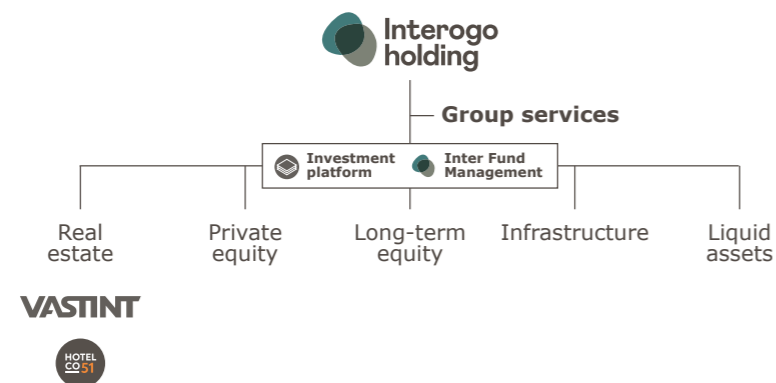 Interogo
holding
Group services
Investment
platform
Inter Fund
Management
Real
estate
Private
equity
Long-term
equity
Infrastructure
Liquid
assets
VASTINT
HOTEL
CO 51